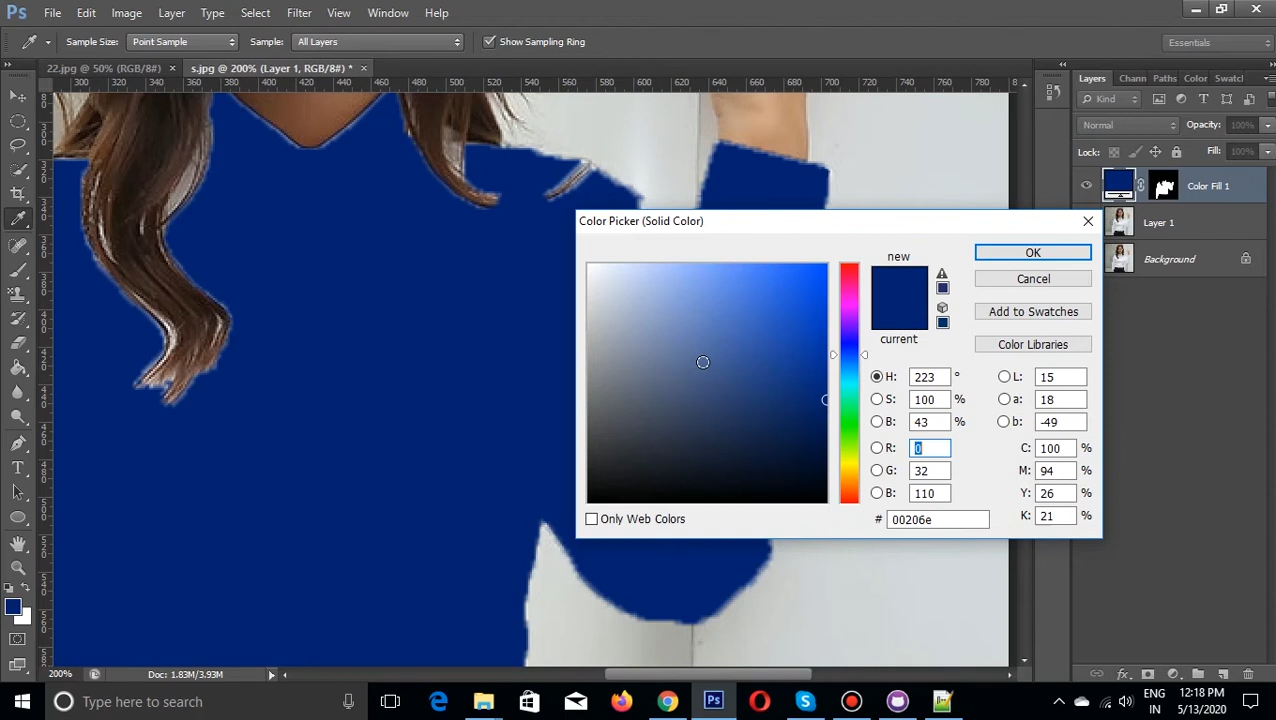 Ps File Edit Image Layer Type Select Filter View Window Help
Sample Size: Point Sample Sample: All Layers Show Sampling Ring Essentials
22.jpg @ 50% (RGB/8#) × s.jpg @ 200% (Layer 1, RGB/8#) * ×
300 320 340 360 380 400 420 440 460 480 500 520 540 560 580 600 620 640 660 680 700 720 740 760 780
Layers Chann Paths Color Swatcl
Kind
Normal Opacity: 100%
Lock: Fill: 100%
Color Fill 1
Layer 1
Background
Color Picker (Solid Color)
new
current
OK
Cancel
Add to Swatches
Color Libraries
H: 223 °
S: 100 %
B: 43 %
R: 0
G: 32
B: 110
L: 15
a: 18
b: -49
C: 100 %
M: 94 %
Y: 26 %
K: 21 %
# 00206e
Only Web Colors
200% Doc: 1.83M/3.93M
Type here to search
Ps
ENG
IN
12:18 PM
5/13/2020